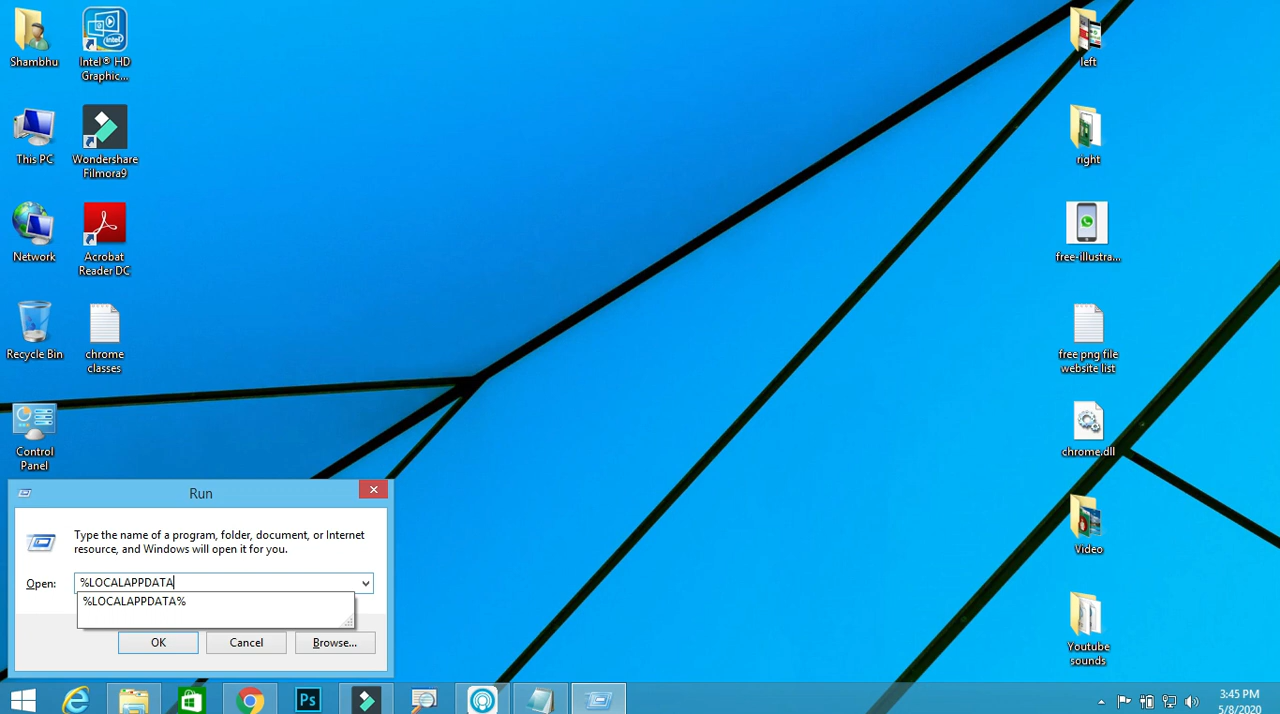 Shambhu
Intel® HD
Graphic...
This PC
Wondershare
Filmora9
Network
Acrobat
Reader DC
Recycle Bin
chrome
classes
Control
Panel
left
right
free-illustra...
free png file
website list
chrome.dll
Video
Youtube
sounds
Run
Type the name of a program, folder, document, or Internet
resource, and Windows will open it for you.
Open:
%LOCALAPPDATA
%LOCALAPPDATA%
OK
Cancel
Browse...
intel
Ps
3:45 PM
5/8/2020